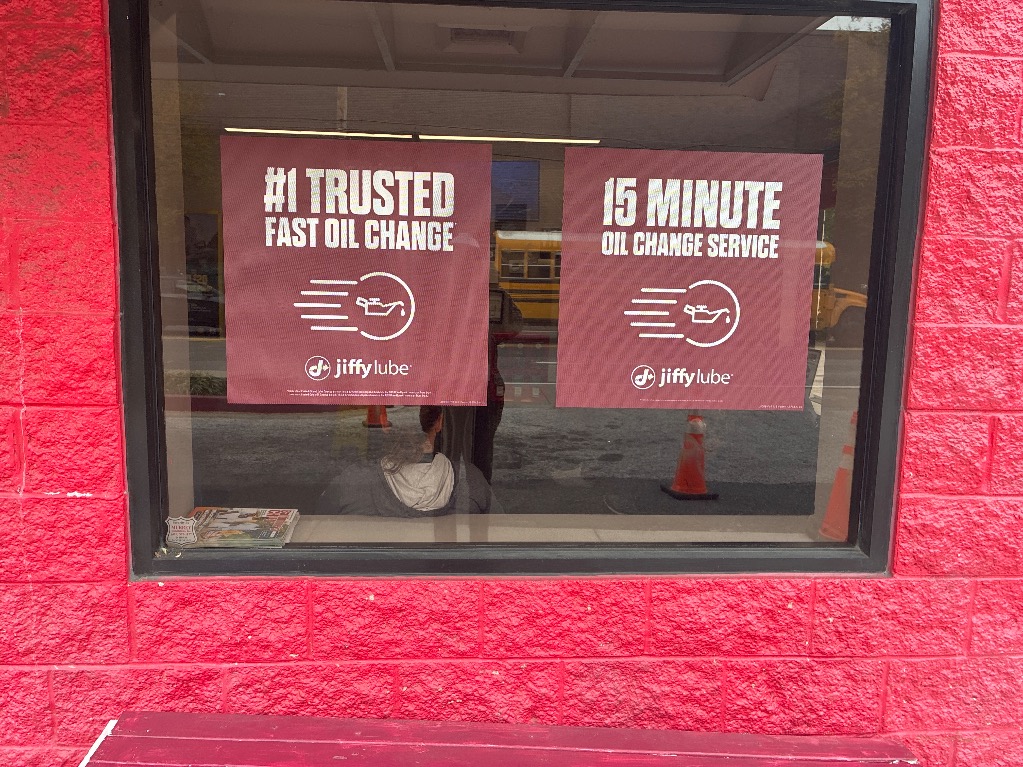 #1 TRUSTED
FAST OIL CHANGE
jiffy lube
15 MINUTE
OIL CHANGE SERVICE
jiffy lube